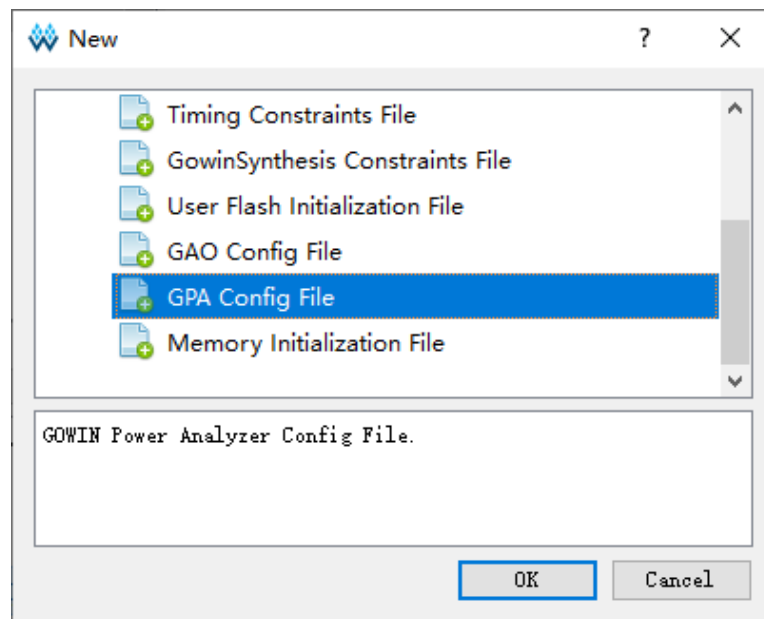 New
?
Timing Constraints File
GowinSynthesis Constraints File
User Flash Initialization File
GAO Config File
GPA Config File
Memory Initialization File
GOWIN Power Analyzer Config File.
OK
Cancel